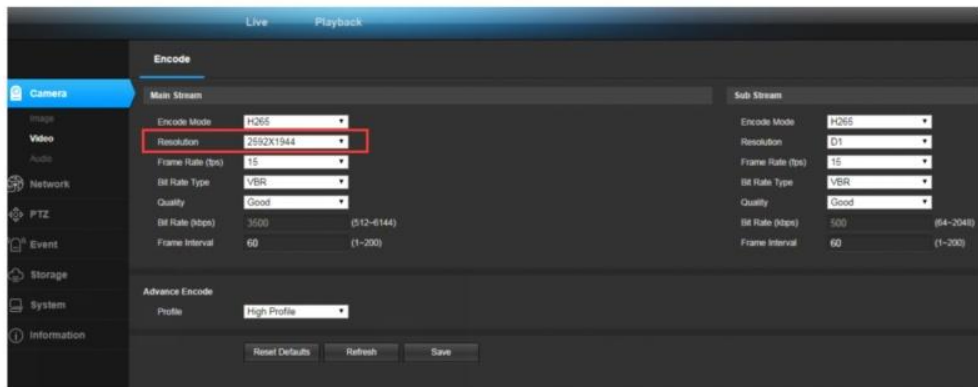 Live Playback
Encode
Camera
Image
Video
Audio
Network
PTZ
Event
Storage
System
Information
Main Stream
Encode Mode H265
Resolution 2592X1944
Frame Rate (fps) 15
Bit Rate Type VBR
Quality Good
Bit Rate (kbps) 3500 (512~6144)
Frame Interval 60 (1~200)
Sub Stream
Encode Mode H265
Resolution D1
Frame Rate (fps) 15
Bit Rate Type VBR
Quality Good
Bit Rate (kbps) 500 (64~2048)
Frame Interval 60 (1~200)
Advance Encode
Profile High Profile
Reset Defaults Refresh Save